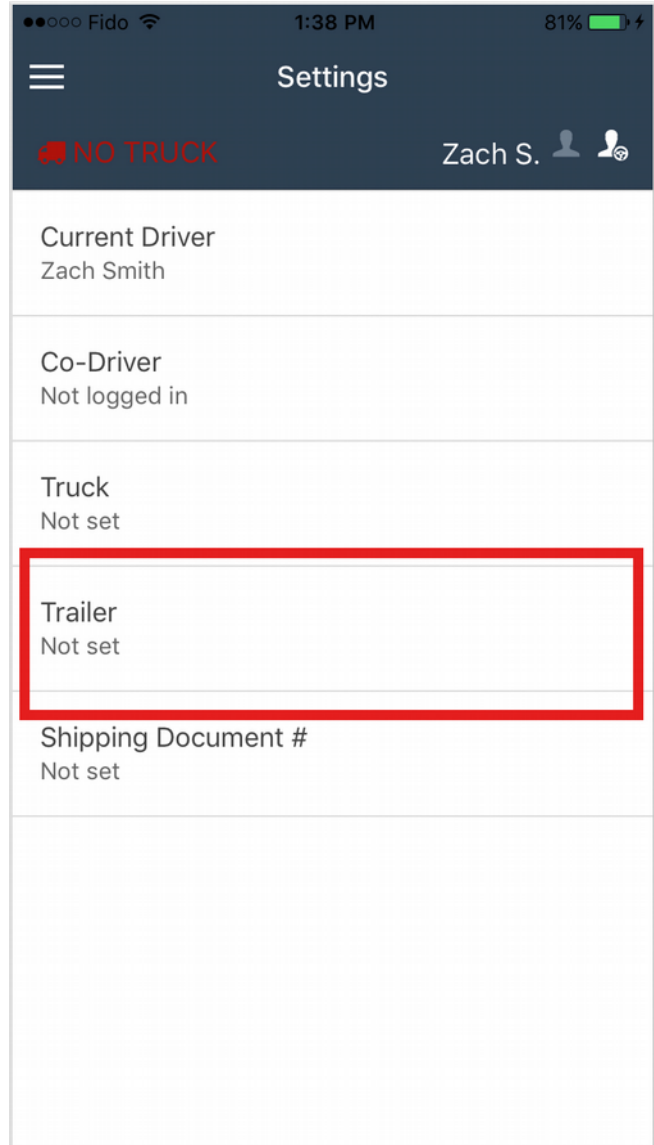 Fido 1:38 PM 81%
Settings
NO TRUCK Zach S.
Current Driver
Zach Smith
Co-Driver
Not logged in
Truck
Not set
Trailer
Not set
Shipping Document #
Not set